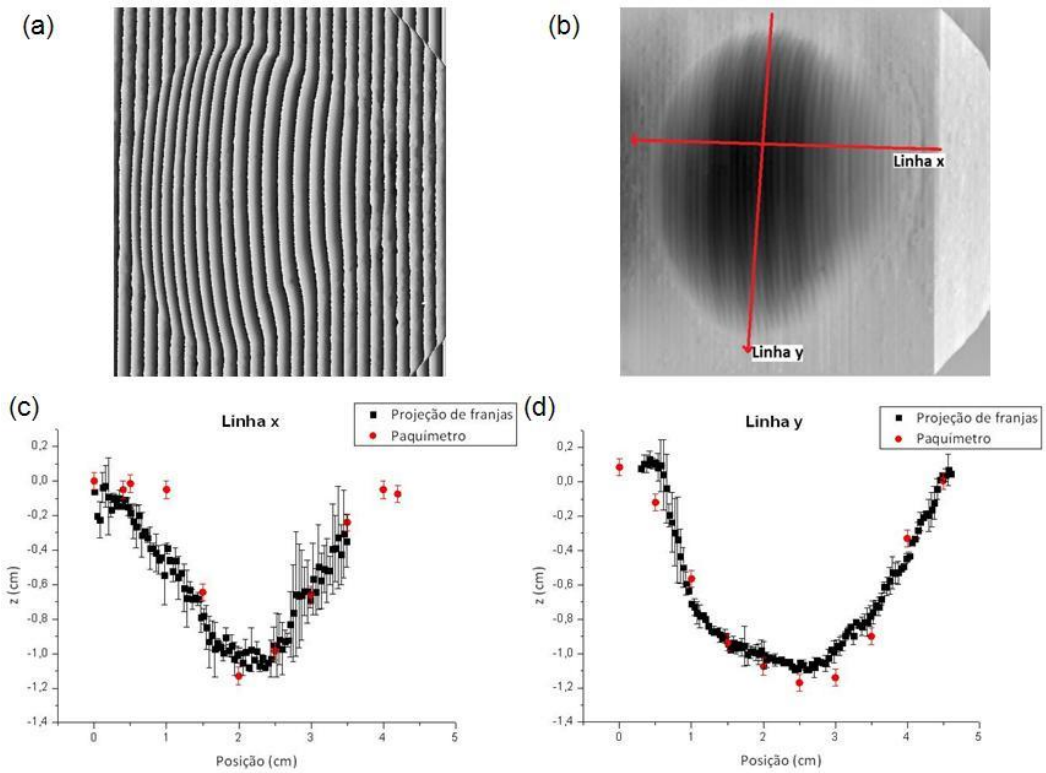 (a)
(b)
Linha x
Linha y
(c)
Linha x
Projeção de franjas
Paquímetro
0,2
0,0
-0,2
-0,4
-0,6
-0,8
-1,0
-1,2
-1,4
z (cm)
0
1
2
3
4
5
Posição (cm)
(d)
Linha y
Projeção de franjas
Paquímetro
0,2
0,0
-0,2
-0,4
-0,6
-0,8
-1,0
-1,2
-1,4
z (cm)
0
1
2
3
4
5
Posição (cm)